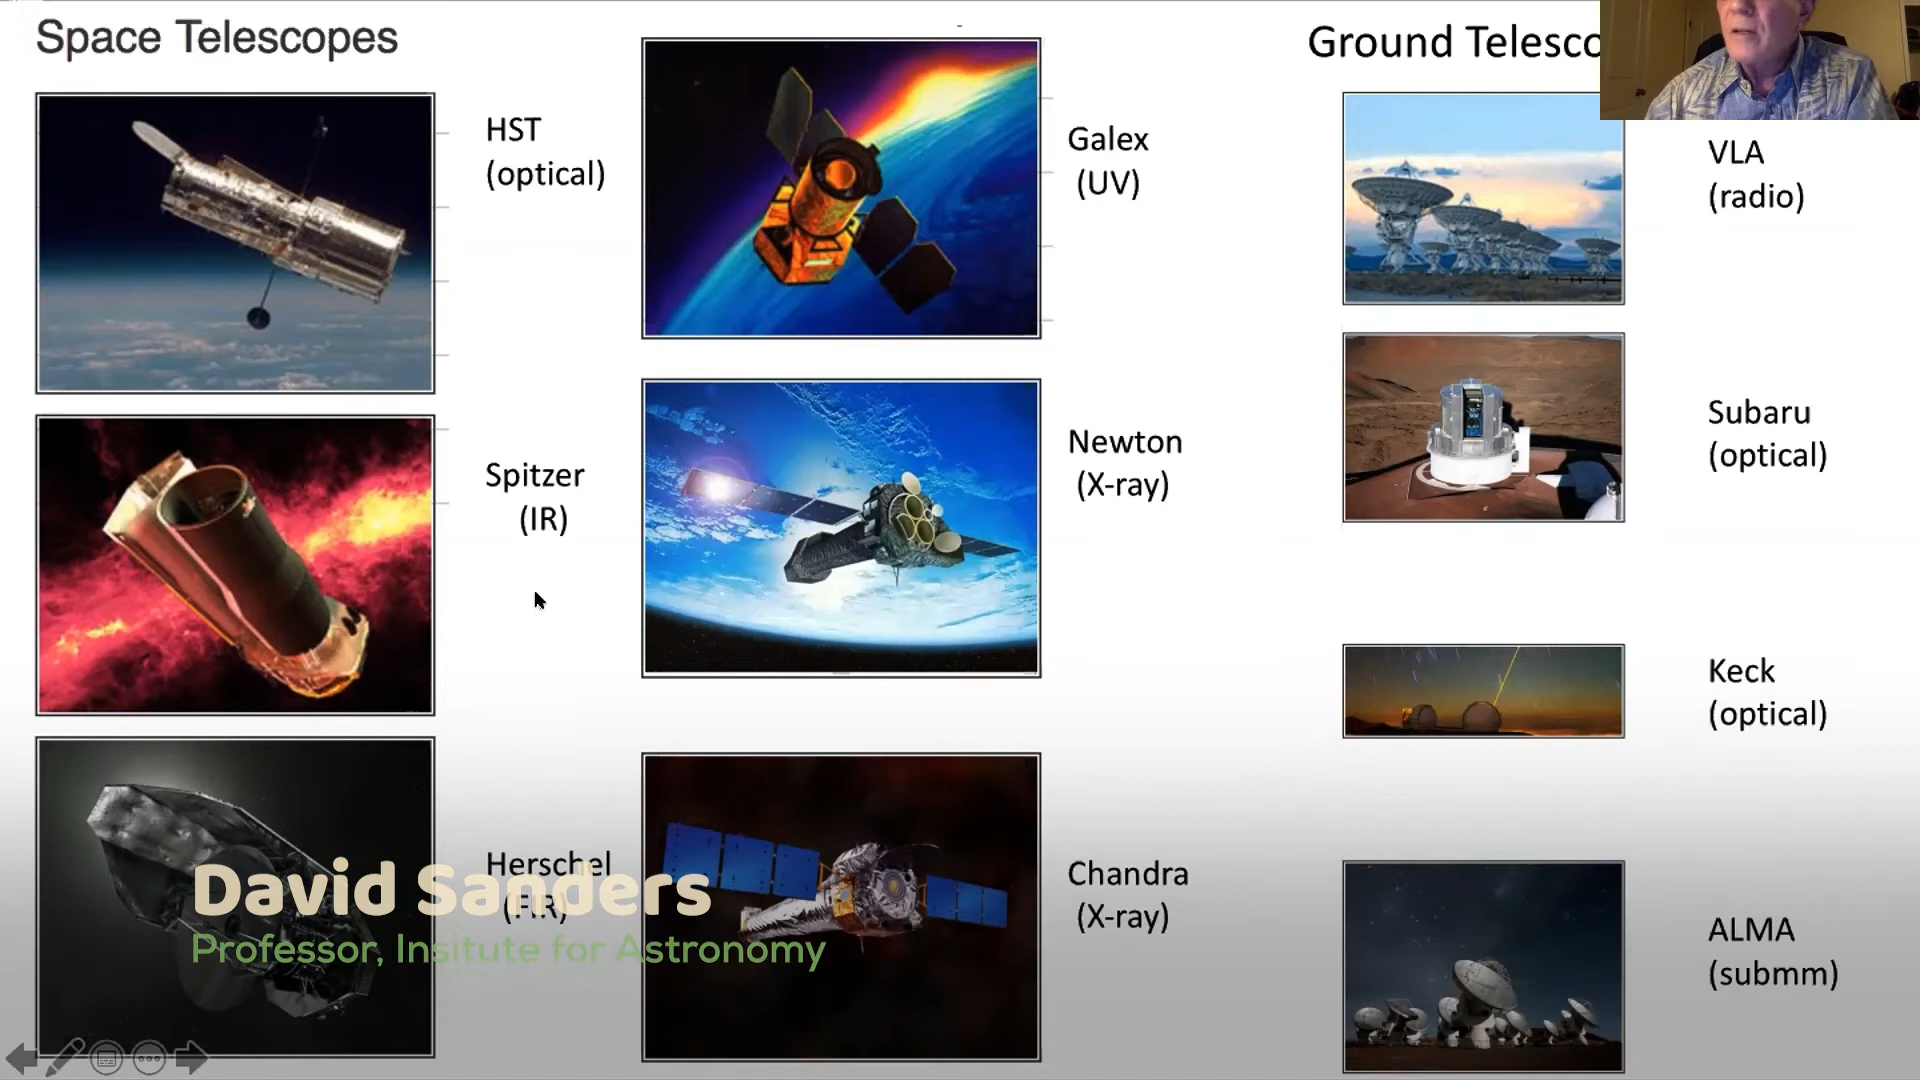 Space Telescopes
HST
(optical)
Spitzer
(IR)
Herschel
(FIR)
Galex
(UV)
Newton
(X-ray)
Chandra
(X-ray)
Ground Telesco
VLA
(radio)
Subaru
(optical)
Keck
(optical)
ALMA
(submm)
David Sanders
Professor, Insitute for Astronomy